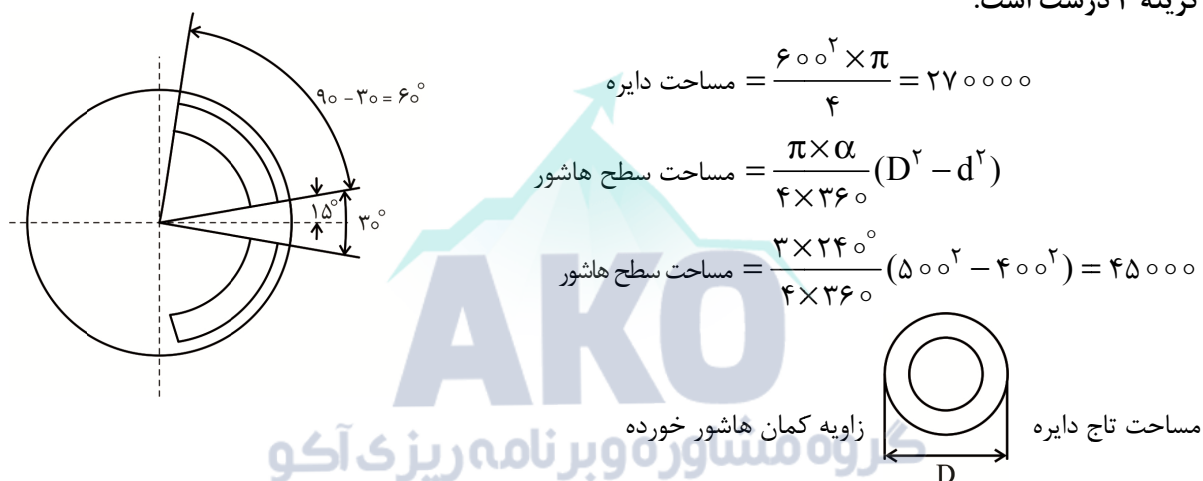 درست است.
مساحت دایره = ۶۰۰^۲ × π / ۴ = ۲۷۰۰۰۰
۹۰ − ۳۰ = ۶۰°
مساحت سطح هاشور = π × α / ۴ × ۳۶۰ (D^۲ − d^۲)
۱۵°
۳۰°
مساحت سطح هاشور = ۳ × ۲۴۰° / ۴ × ۳۶۰ (۵۰۰^۲ − ۴۰۰^۲) = ۴۵۰۰۰
AKO
مساحت تاج دایره
زاویه کمان هاشور خورده
گروه مشاوره و برنامه ریزی آکو
D